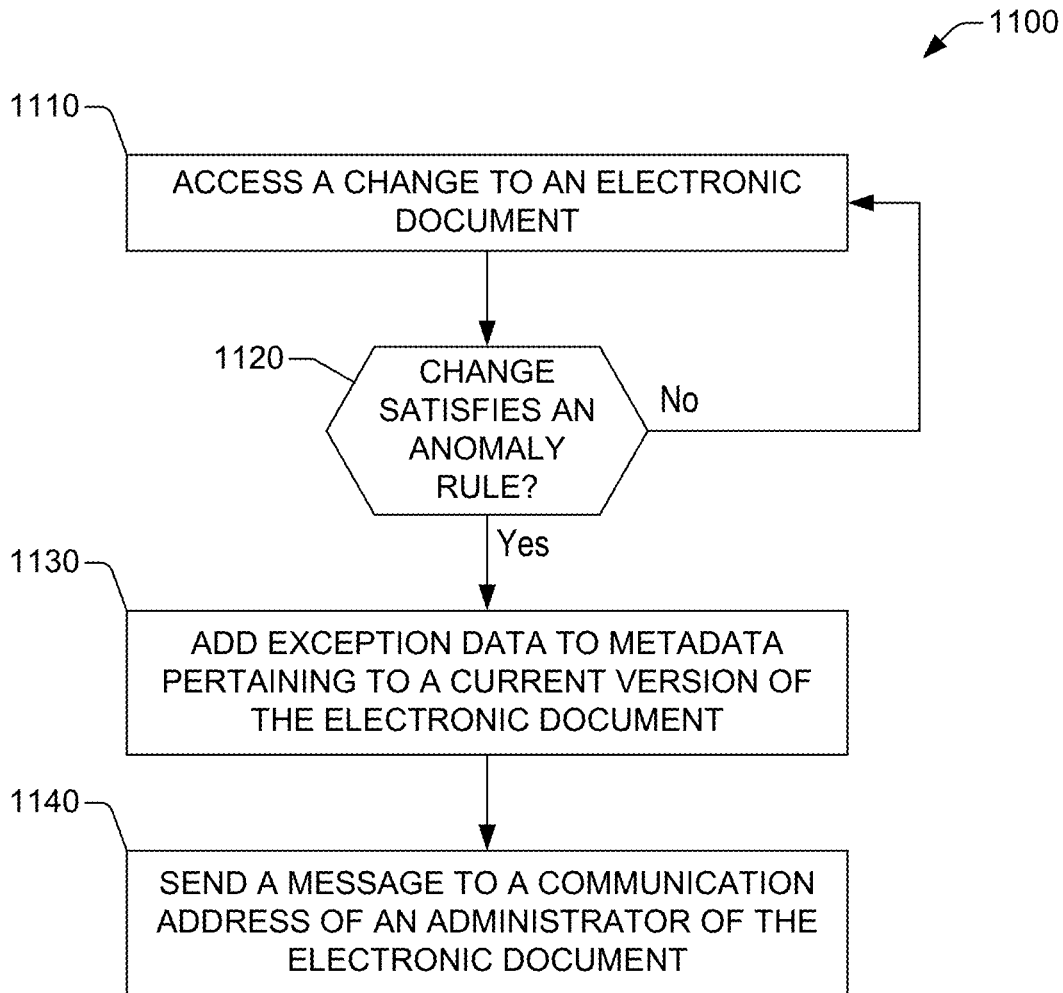 1100
1110
ACCESS A CHANGE TO AN ELECTRONIC
DOCUMENT
1120
CHANGE
SATISFIES AN
ANOMALY
RULE?
No
Yes
1130
ADD EXCEPTION DATA TO METADATA
PERTAINING TO A CURRENT VERSION OF
THE ELECTRONIC DOCUMENT
1140
SEND A MESSAGE TO A COMMUNICATION
ADDRESS OF AN ADMINISTRATOR OF THE
ELECTRONIC DOCUMENT